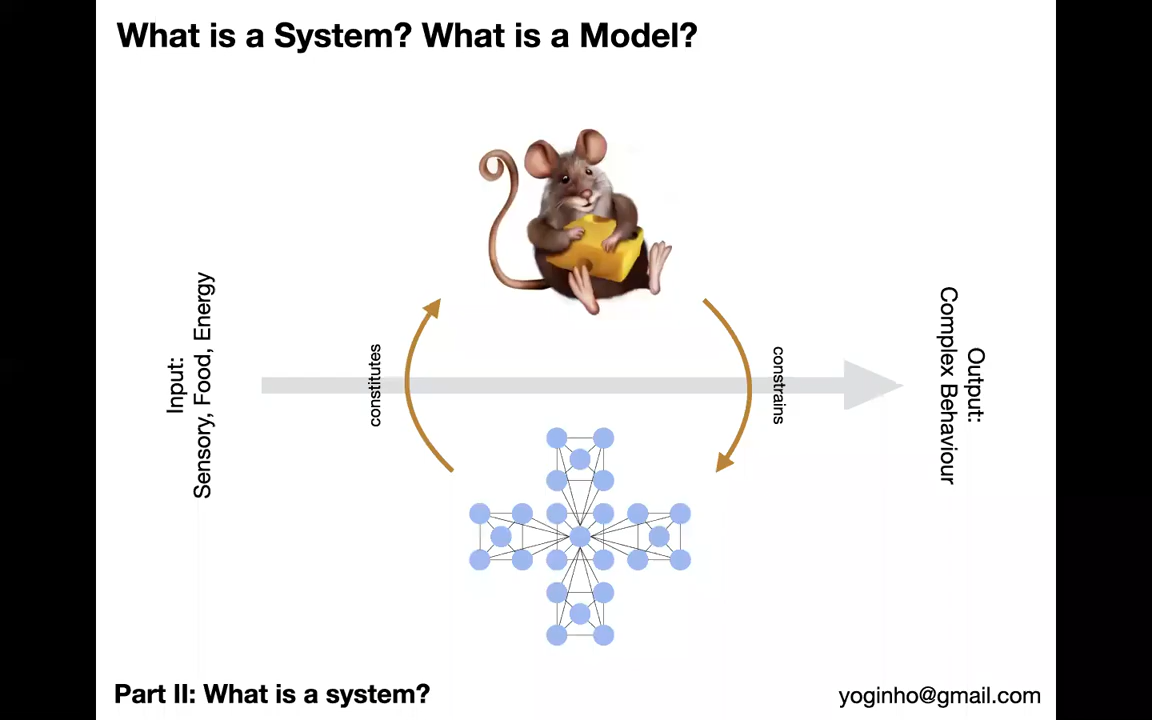 What is a System? What is a Model?
Input:
Sensory, Food, Energy
constitutes
constrains
Output:
Complex Behaviour
Part II: What is a system?
yoginho@gmail.com